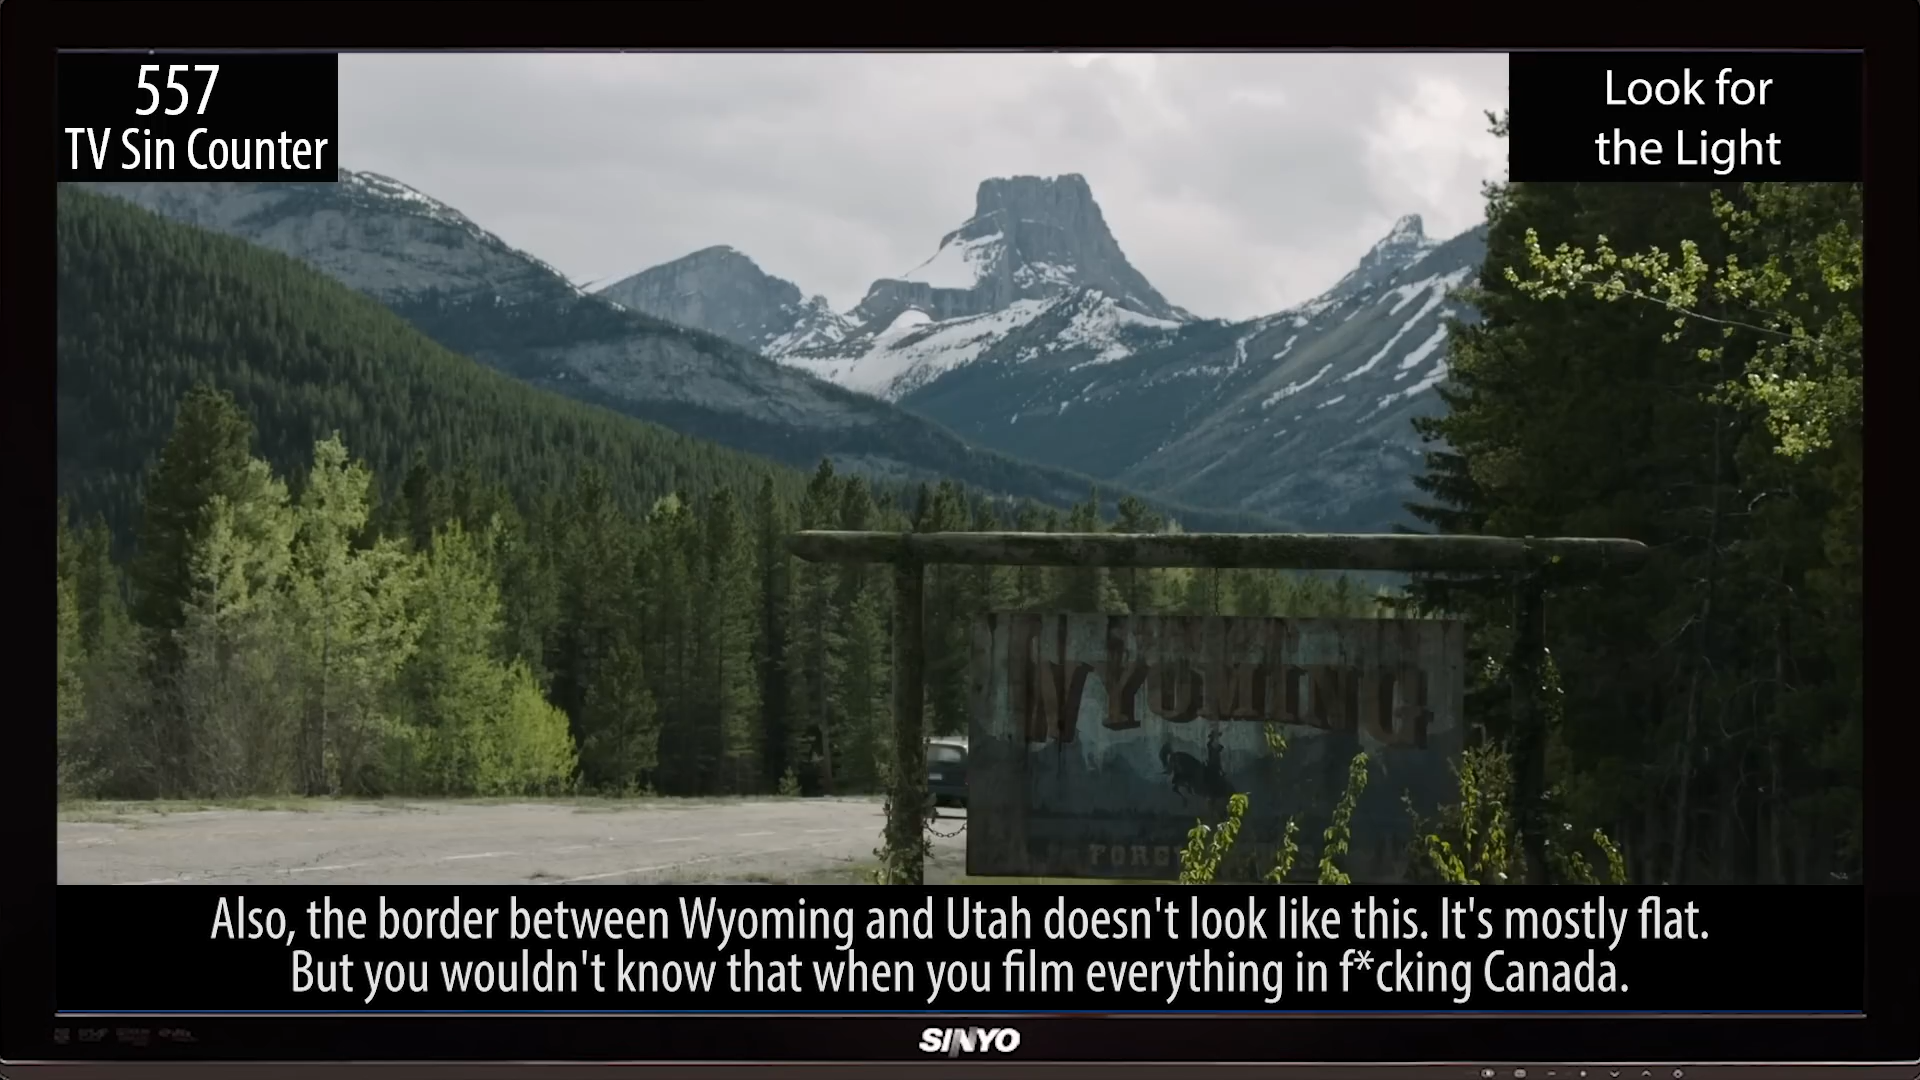 557
TV Sin Counter
Look for
the Light
WYOMING
Also, the border between Wyoming and Utah doesn't look like this. It's mostly flat.
But you wouldn't know that when you film everything in f*cking Canada.
SINYO